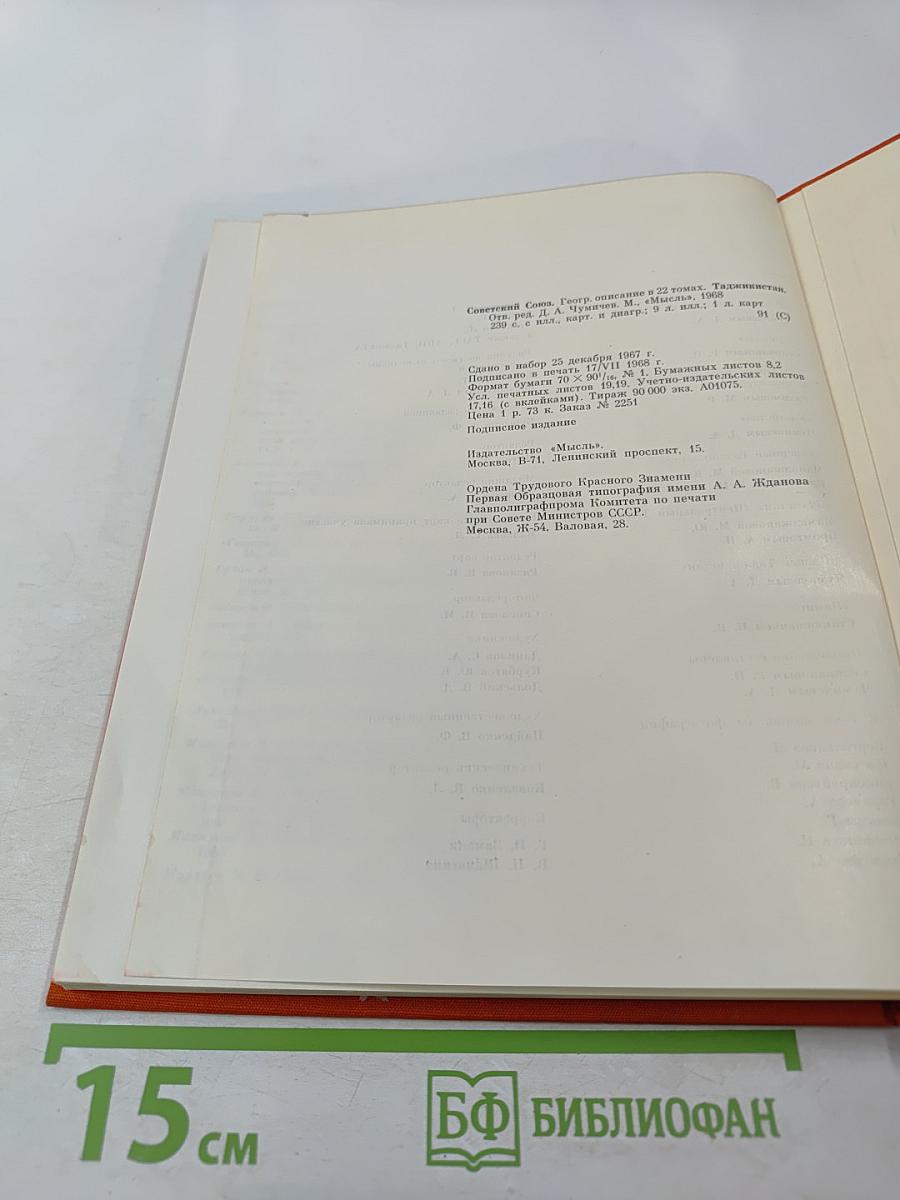 Советский Союз. Геогр. описание в 22 томах. Таджикистан.
Отв. ред. Д. А. Чумичев. М., «Мысль», 1968
239 с. с илл., карт. и диагр.; 9 л. илл.; 1 л. карт
91 (С)
Сдано в набор 25 декабря 1967 г.
Подписано в печать 17/VII 1968 г.
Формат бумаги 70 × 90¹/₁₆. № 1. Бумажных листов 8,2
Усл. печатных листов 19,19. Учетно-издательских листов
17,16 (с вклейками). Тираж 90 000 экз. А01075.
Цена 1 р. 73 к. Заказ № 2251
Подписное издание
Издательство «Мысль».
Москва, В-71, Ленинский проспект, 15.
Ордена Трудового Красного Знамени
Первая Образцовая типография имени А. А. Жданова
Главполиграфпрома Комитета по печати
при Совете Министров СССР.
Москва, Ж-54, Валовая, 28.
15 см
БФ БИБЛИОФАН